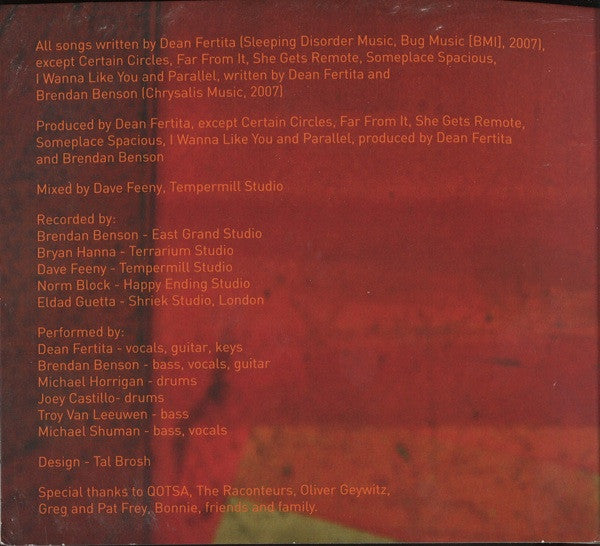 All songs written by Dean Fertita (Sleeping Disorder Music, Bug Music [BMI], 2007),
except Certain Circles, Far From It, She Gets Remote, Someplace Spacious,
I Wanna Like You and Parallel, written by Dean Fertita and
Brendan Benson (Chrysalis Music, 2007)
Produced by Dean Fertita, except Certain Circles, Far From It, She Gets Remote,
Someplace Spacious, I Wanna Like You and Parallel, produced by Dean Fertita
and Brendan Benson
Mixed by Dave Feeny, Tempermill Studio
Recorded by:
Brendan Benson - East Grand Studio
Bryan Hanna - Terrarium Studio
Dave Feeny - Tempermill Studio
Norm Block - Happy Ending Studio
Eldad Guetta - Shriek Studio, London
Performed by:
Dean Fertita - vocals, guitar, keys
Brendan Benson - bass, vocals, guitar
Michael Horrigan - drums
Joey Castillo- drums
Troy Van Leeuwen - bass
Michael Shuman - bass, vocals
Design - Tal Brosh
Special thanks to QOTSA, The Raconteurs, Oliver Geywitz,
Greg and Pat Frey, Bonnie, friends and family.